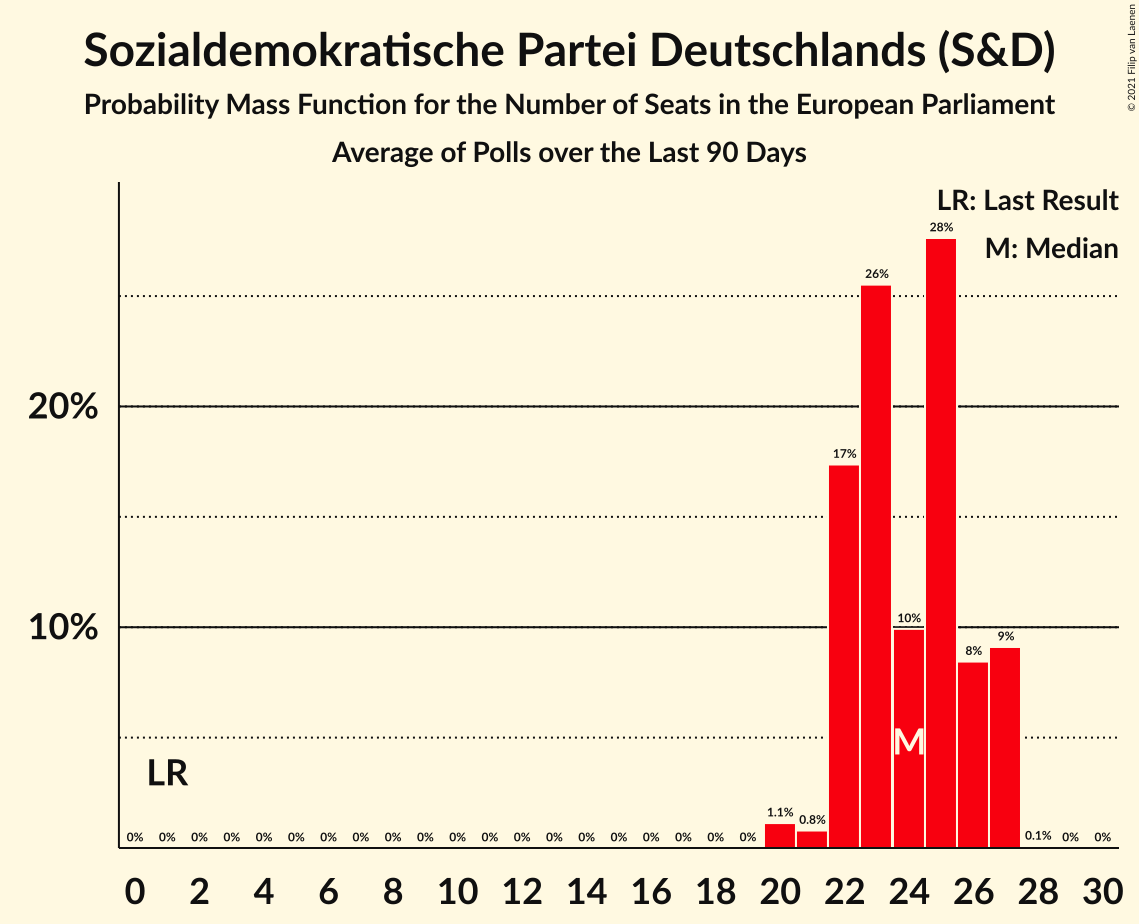 Sozialdemokratische Partei Deutschlands (S&D)
Probability Mass Function for the Number of Seats in the European Parliament
Average of Polls over the Last 90 Days
© 2021 Filip van Laenen
LR: Last Result
M: Median
28%
26%
20%
17%
10%
10%
9%
8%
M
LR
1.1%
0.8%
0% 0% 0% 0% 0% 0% 0% 0% 0% 0% 0% 0% 0% 0% 0% 0% 0% 0% 0% 0% 0.1% 0% 0%
0 2 4 6 8 10 12 14 16 18 20 22 24 26 28 30